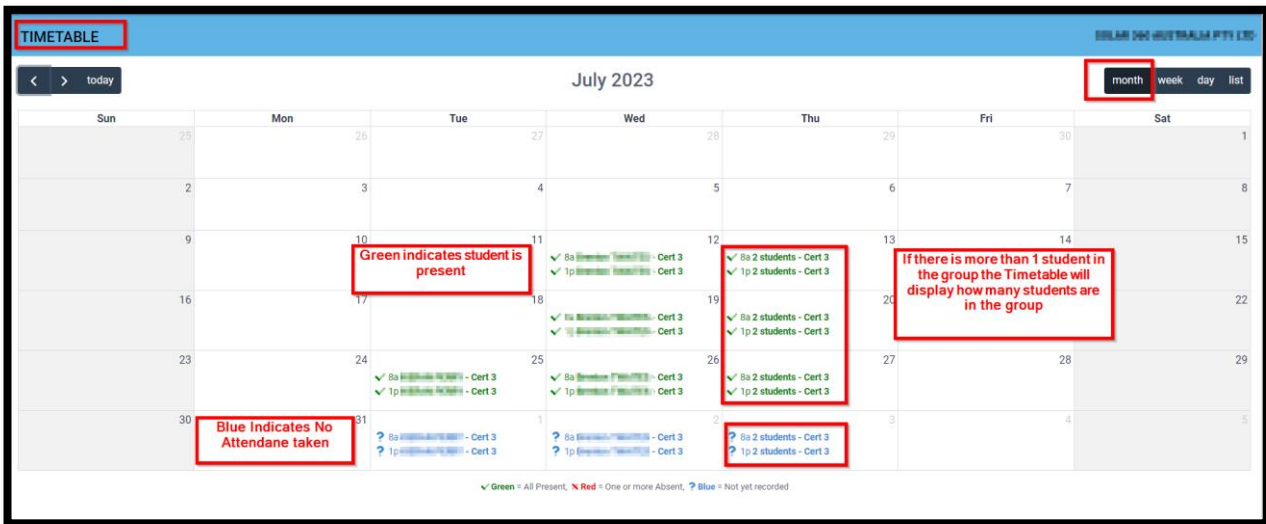 TIMETABLE
today
July 2023
month week day list
Sun Mon Tue Wed Thu Fri Sat
25 26 27 28 29 30 1
2 3 4 5 6 7 8
9 10 11 12 13 14 15
Green indicates student is
present
8a - Cert 3
1p - Cert 3
8a 2 students - Cert 3
1p 2 students - Cert 3
If there is more than 1 student in
the group the Timetable will
display how many students are
in the group
16 17 18 19 20 22
- Cert 3
- Cert 3
8a 2 students - Cert 3
1p 2 students - Cert 3
23 24 25 26 27 28 29
8a - Cert 3
1p - Cert 3
8a - Cert 3
1p - Cert 3
8a 2 students - Cert 3
1p 2 students - Cert 3
30 31 1 2 3 4 5
Blue Indicates No
Attendane taken
8a - Cert 3
1p - Cert 3
8a - Cert 3
1p - Cert 3
8a 2 students - Cert 3
1p 2 students - Cert 3
Green = All Present, Red = One or more Absent, Blue = Not yet recorded